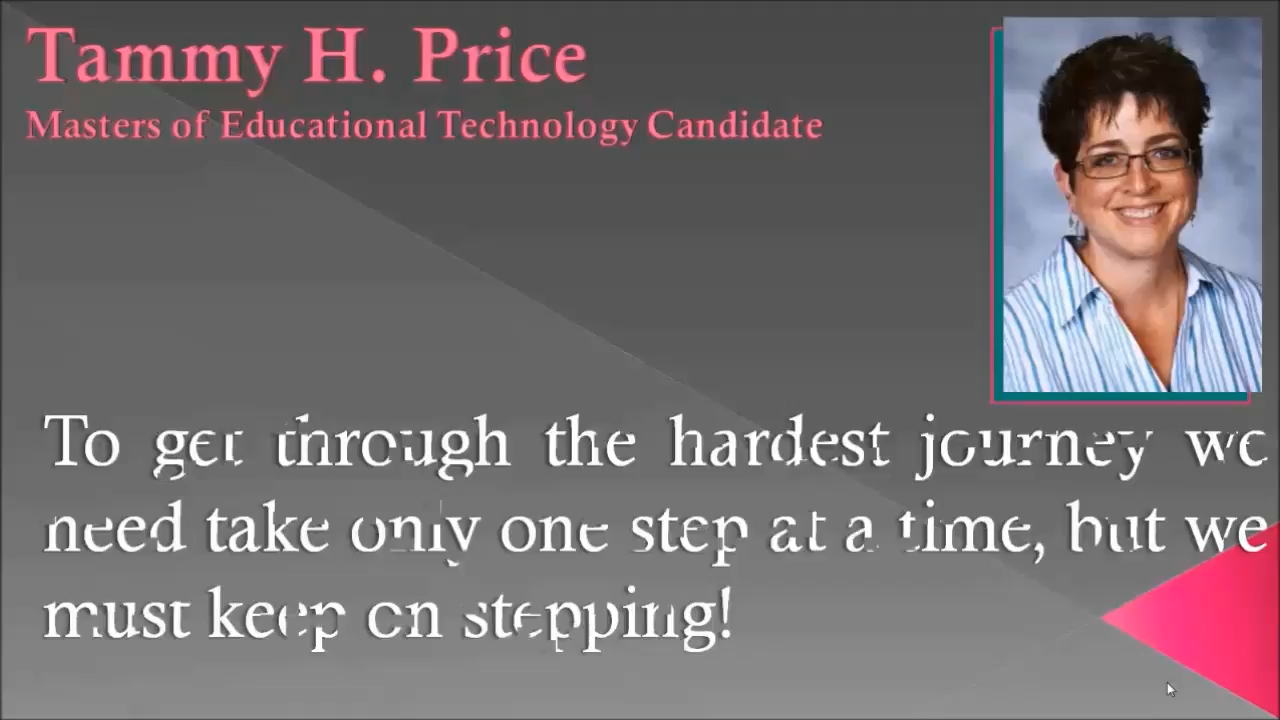 Tammy H. Price
Masters of Educational Technology Candidate
To get through the hardest journey we
need take only one step at a time, but we
must keep on stepping!